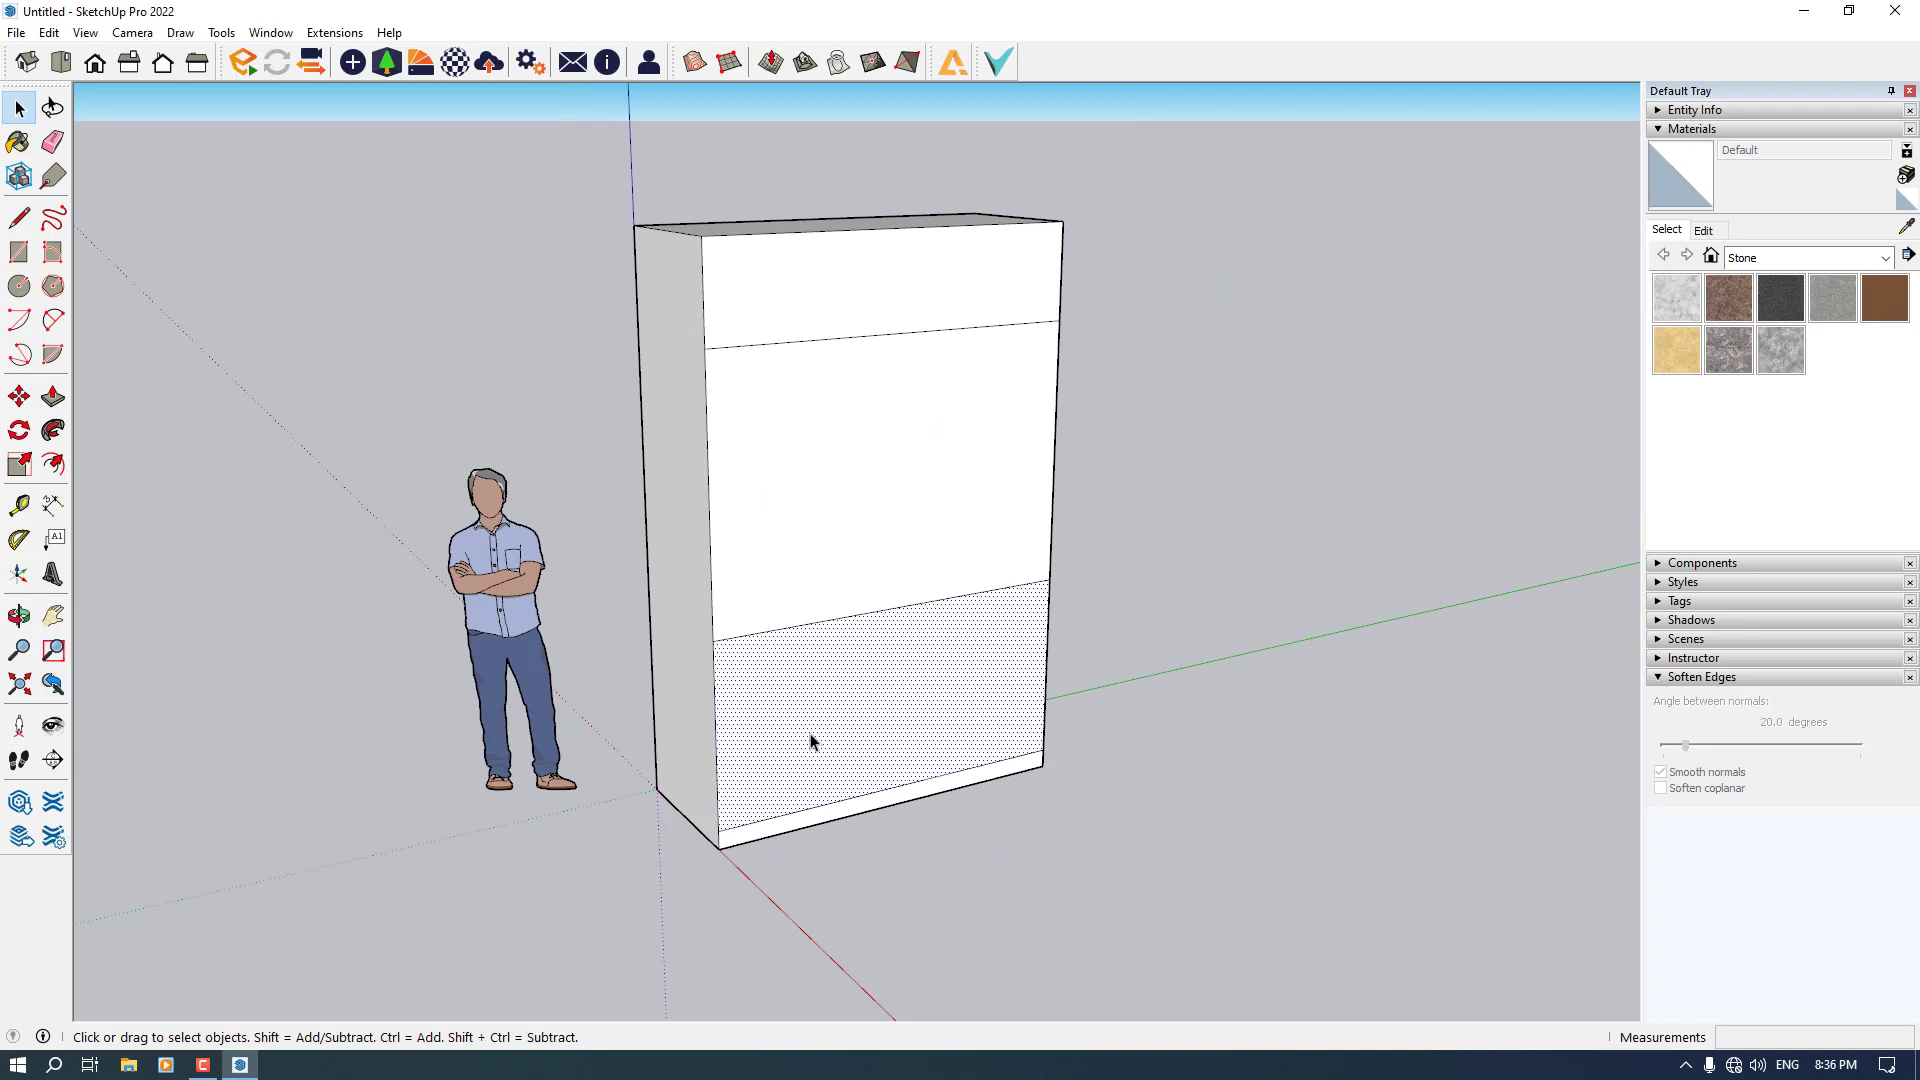 Untitled - SketchUp Pro 2022
File Edit View Camera Draw Tools Window Extensions Help
Default Tray
Entity Info
Materials
Default
Select Edit
Stone
A1
Components
Styles
Tags
Shadows
Scenes
Instructor
Soften Edges
Angle between normals:
20,0 degrees
Smooth normals
Soften coplanar
Click or drag to select objects. Shift = Add/Subtract. Ctrl = Add. Shift + Ctrl = Subtract.
Measurements
ENG 8:36 PM